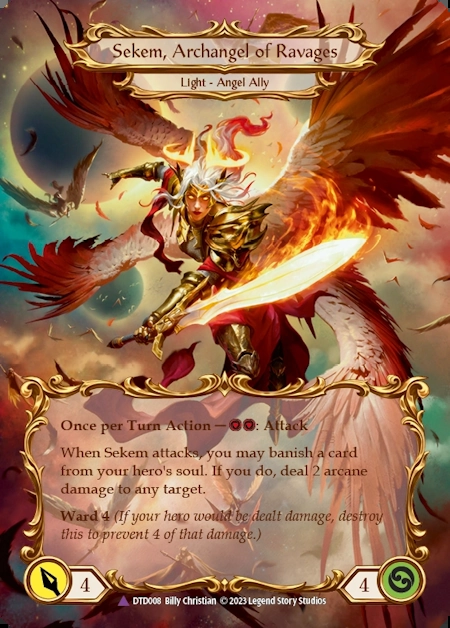 Sekem, Archangel of Ravages
Light - Angel Ally
Once per Turn Action — : Attack
When Sekem attacks, you may banish a card
from your hero's soul. If you do, deal 2 arcane
damage to any target.
Ward 4 (If your hero would be dealt damage, destroy
this to prevent 4 of that damage.)
4
4
DTD008 Billy Christian © 2023 Legend Story Studios